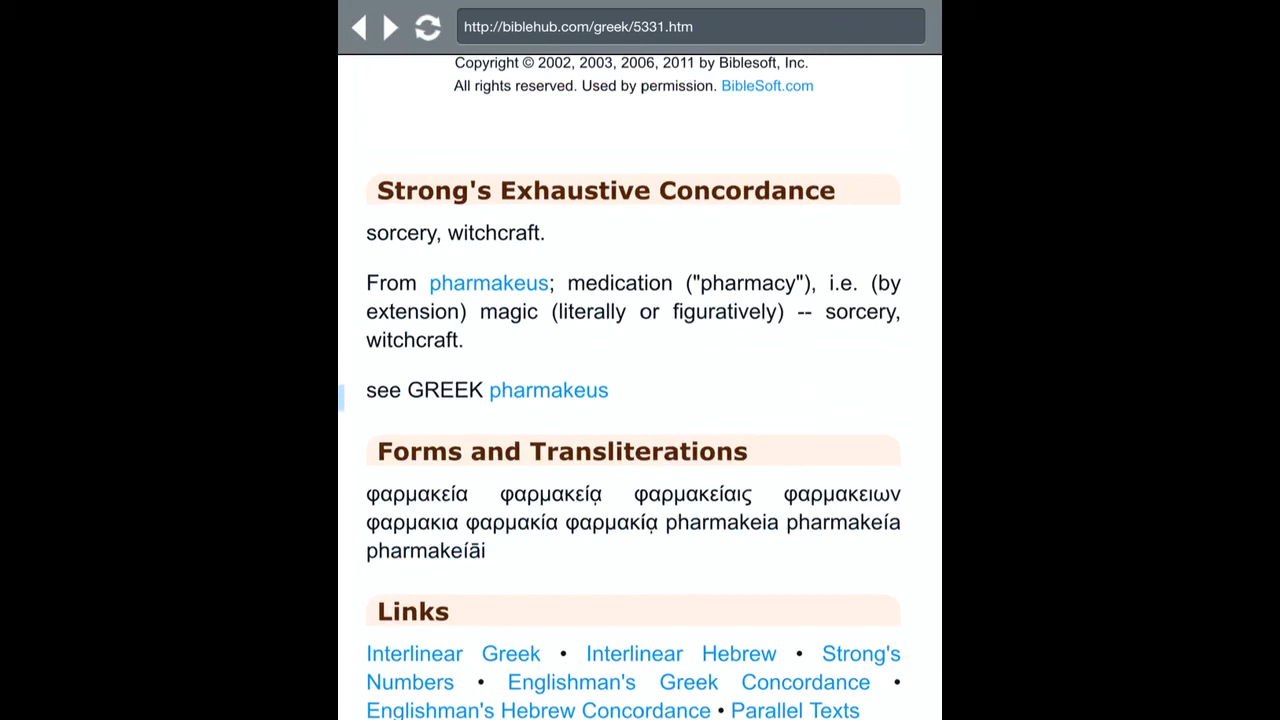 http://biblehub.com/greek/5331.htm
Copyright © 2002, 2003, 2006, 2011 by Biblesoft, Inc.
All rights reserved. Used by permission. BibleSoft.com
Strong's Exhaustive Concordance
sorcery, witchcraft.
From pharmakeus; medication ("pharmacy"), i.e. (by
extension) magic (literally or figuratively) -- sorcery,
witchcraft.
see GREEK pharmakeus
Forms and Transliterations
φαρμακεία φαρμακείᾳ φαρμακείαις φαρμακειων
φαρμακια φαρμακία φαρμακίᾳ pharmakeia pharmakeía
pharmakeíāi
Links
Interlinear Greek • Interlinear Hebrew • Strong's
Numbers • Englishman's Greek Concordance •
Englishman's Hebrew Concordance • Parallel Texts